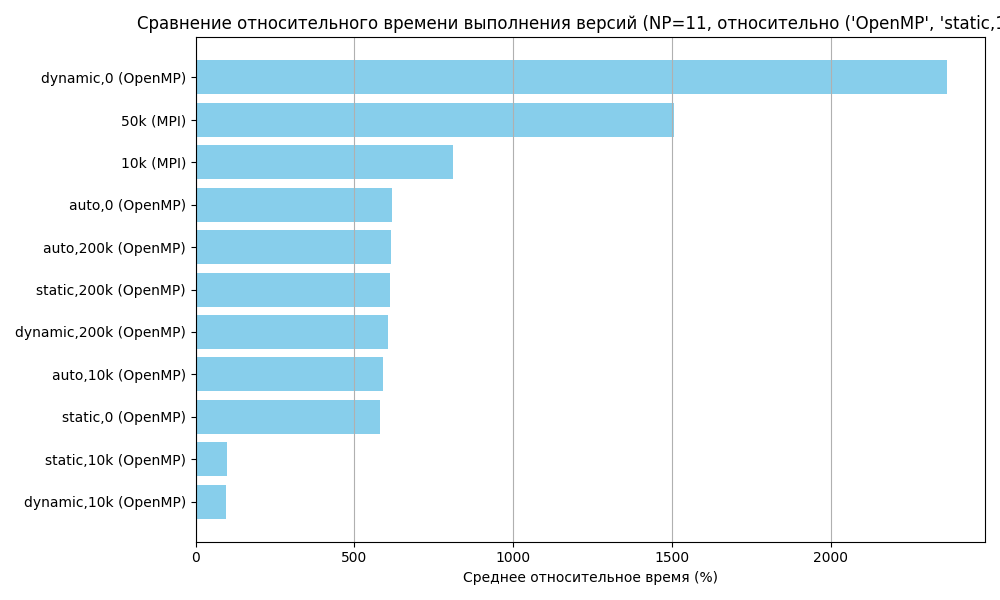 Сравнение относительного времени выполнения версий (NP=11, относительно ('OpenMP', 'static,1
dynamic,0 (OpenMP)
50k (MPI)
10k (MPI)
auto,0 (OpenMP)
auto,200k (OpenMP)
static,200k (OpenMP)
dynamic,200k (OpenMP)
auto,10k (OpenMP)
static,0 (OpenMP)
static,10k (OpenMP)
dynamic,10k (OpenMP)
0 500 1000 1500 2000
Среднее относительное время (%)